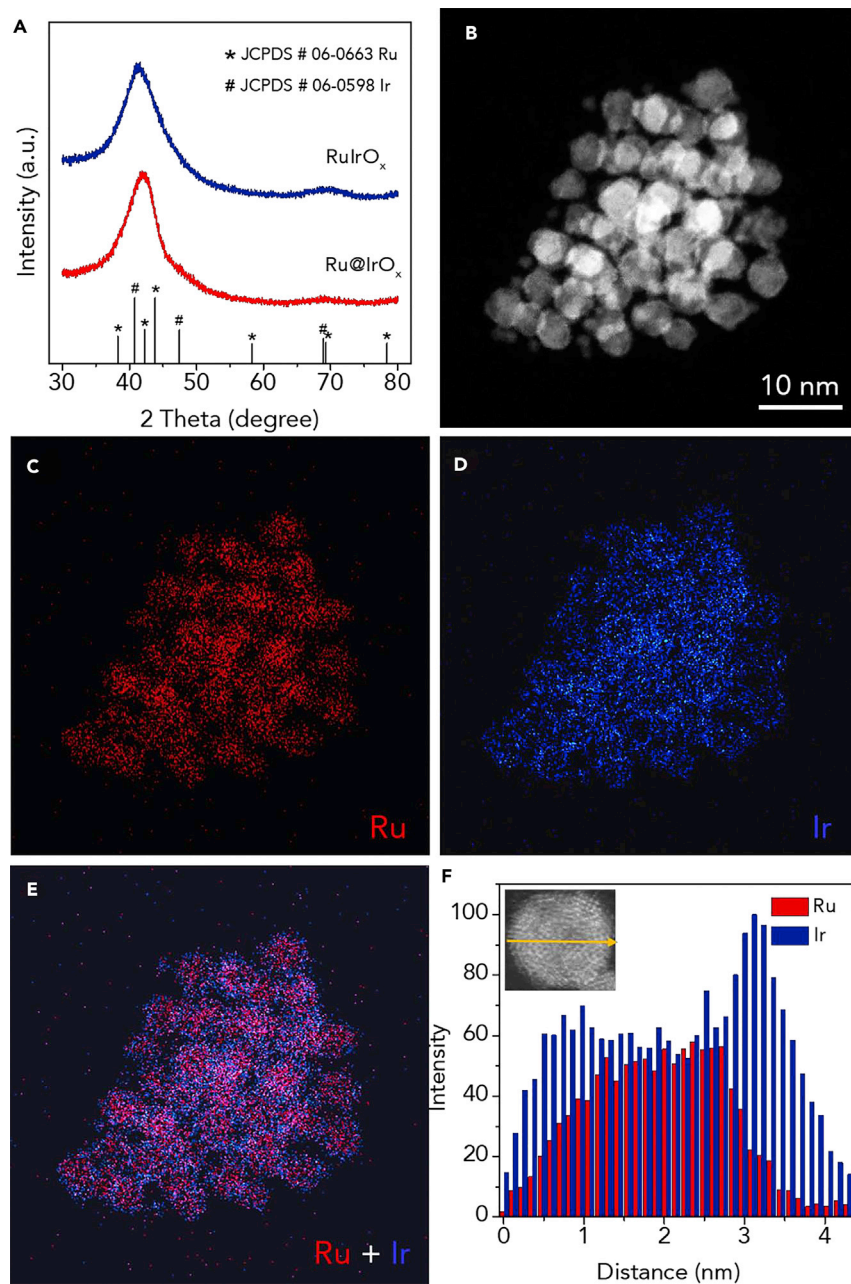 A
* JCPDS # 06-0663 Ru
# JCPDS # 06-0598 Ir
RuIrOx
Ru@IrOx
Intensity (a.u.)
# * * * # * # * *
30 40 50 60 70 80
2 Theta (degree)
B
10 nm
C
Ru
D
Ir
E
Ru + Ir
F
Ru
Ir
100
80
60
40
20
0
Intensity
0 1 2 3 4
Distance (nm)